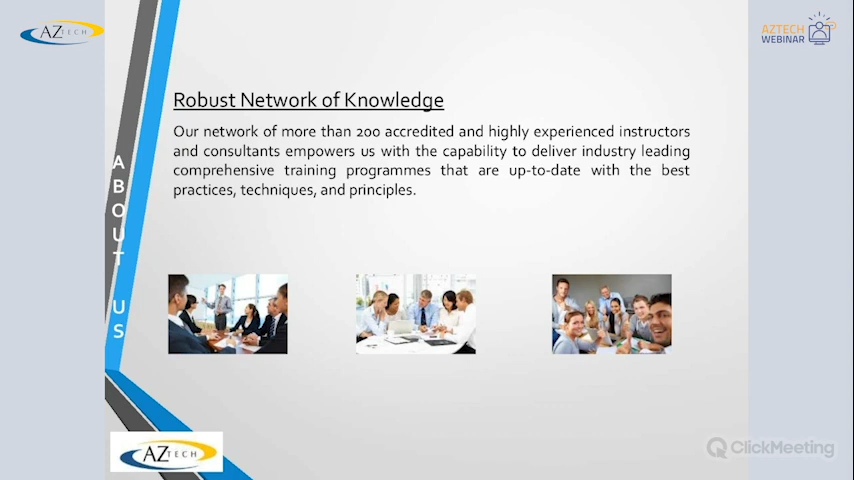 AZTECH
AZTECH
WEBINAR
Robust Network of Knowledge
Our network of more than 200 accredited and highly experienced instructors
and consultants empowers us with the capability to deliver industry leading
comprehensive training programmes that are up-to-date with the best
practices, techniques, and principles.
ABOUT US
AZTECH
ClickMeeting